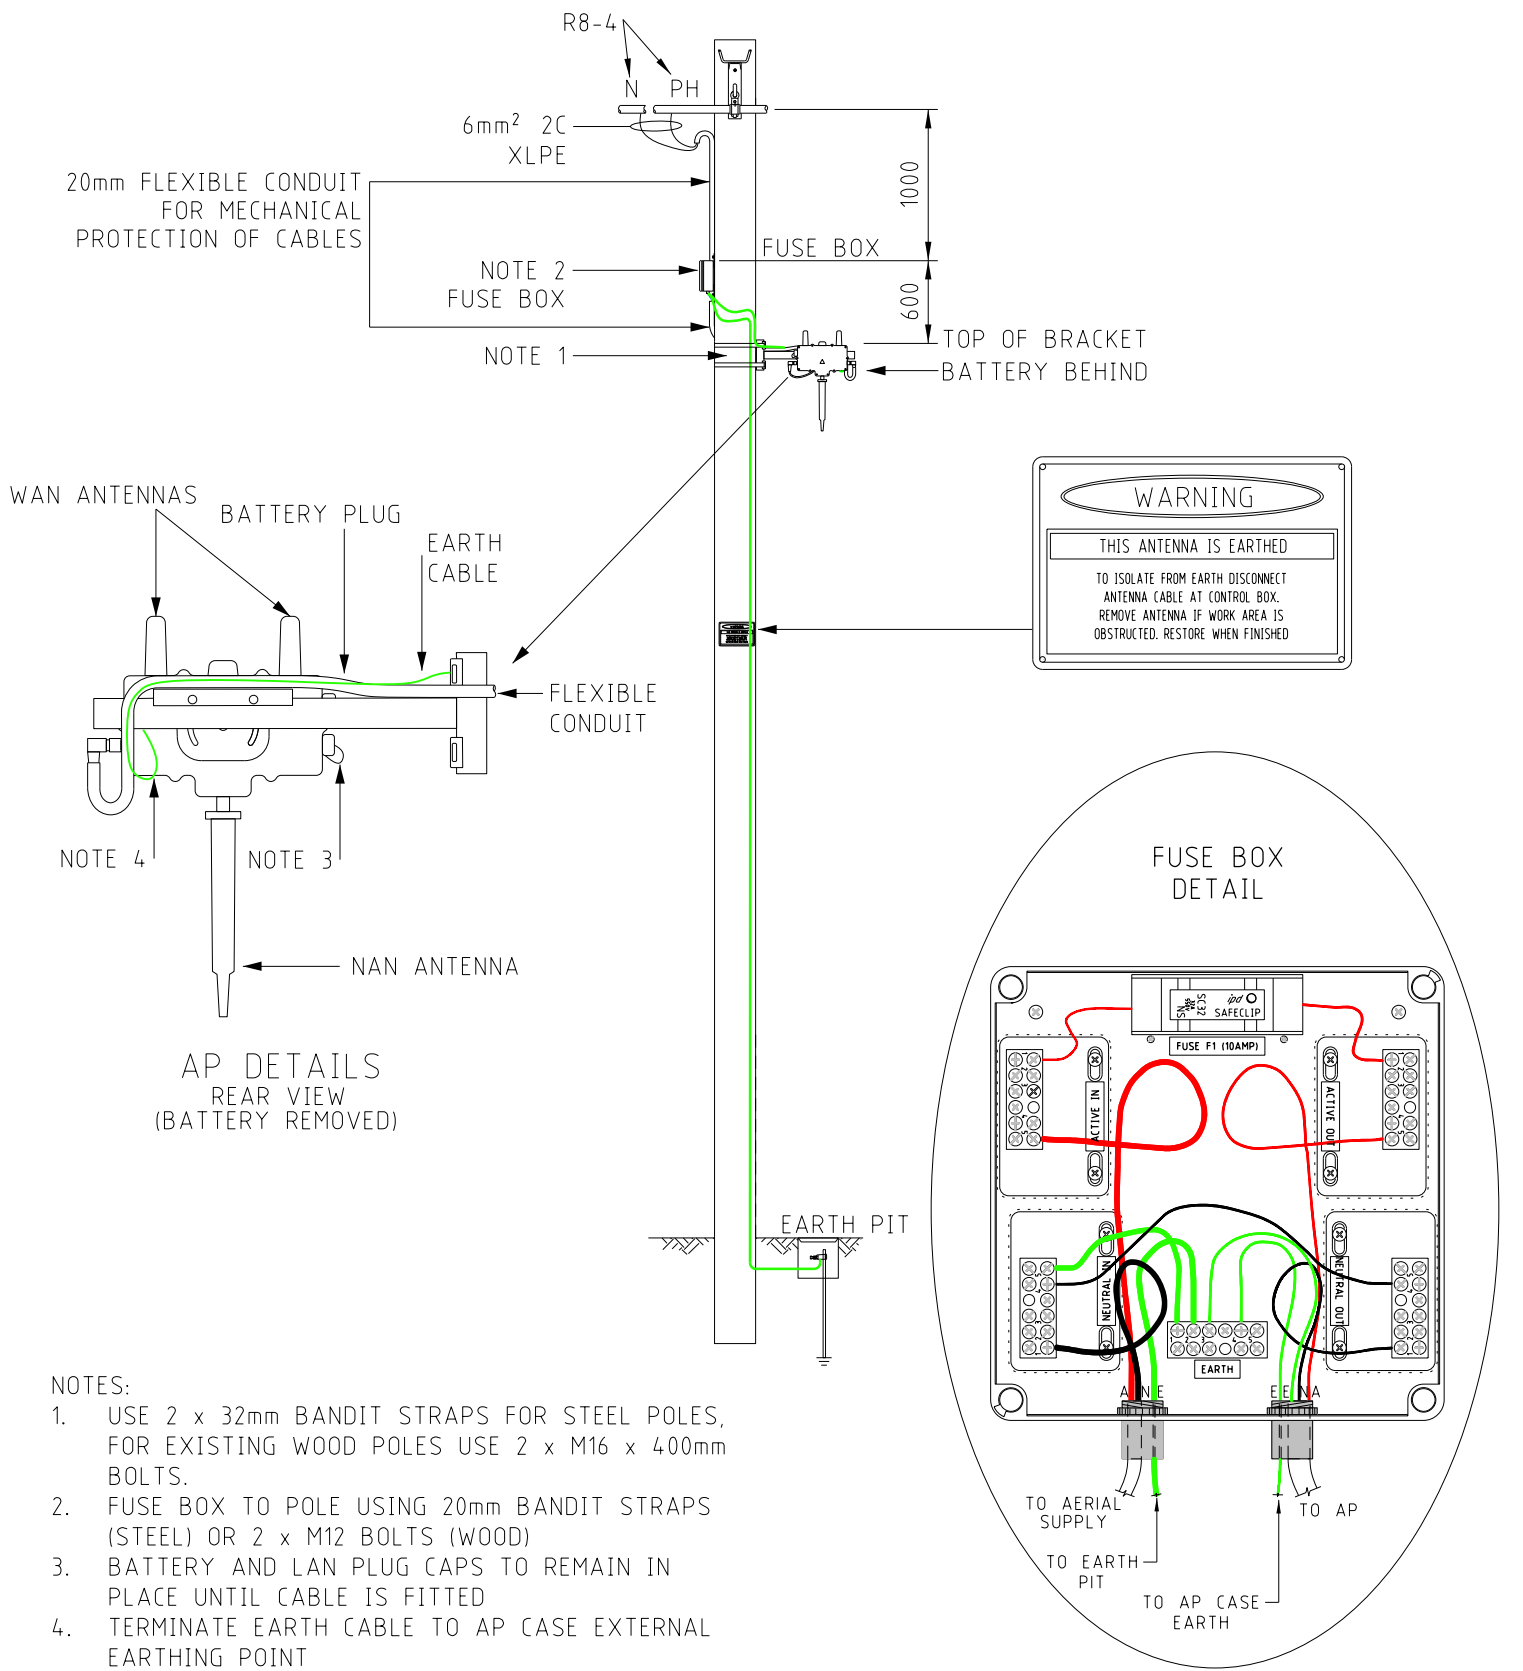 R8-4
N PH
6mm² 2C
XLPE
20mm FLEXIBLE CONDUIT
FOR MECHANICAL
PROTECTION OF CABLES
1000
FUSE BOX
NOTE 2
FUSE BOX
600
NOTE 1
TOP OF BRACKET
BATTERY BEHIND
WARNING
THIS ANTENNA IS EARTHED
TO ISOLATE FROM EARTH DISCONNECT
ANTENNA CABLE AT CONTROL BOX.
REMOVE ANTENNA IF WORK AREA IS
OBSTRUCTED. RESTORE WHEN FINISHED
WAN ANTENNAS
BATTERY PLUG
EARTH
CABLE
FLEXIBLE
CONDUIT
NOTE 4
NOTE 3
NAN ANTENNA
AP DETAILS
REAR VIEW
(BATTERY REMOVED)
EARTH PIT
FUSE BOX
DETAIL
ipd
SAFECLIP
SC32
NS
FUSE F1 (10AMP)
ACTIVE IN
ACTIVE OUT
NEUTRAL IN
NEUTRAL OUT
1 2 3 4 5
EARTH
A N E
E E N A
TO AERIAL
SUPPLY
TO AP
TO EARTH
PIT
TO AP CASE
EARTH
NOTES:
1. USE 2 x 32mm BANDIT STRAPS FOR STEEL POLES,
FOR EXISTING WOOD POLES USE 2 x M16 x 400mm
BOLTS.
2. FUSE BOX TO POLE USING 20mm BANDIT STRAPS
(STEEL) OR 2 x M12 BOLTS (WOOD)
3. BATTERY AND LAN PLUG CAPS TO REMAIN IN
PLACE UNTIL CABLE IS FITTED
4. TERMINATE EARTH CABLE TO AP CASE EXTERNAL
EARTHING POINT